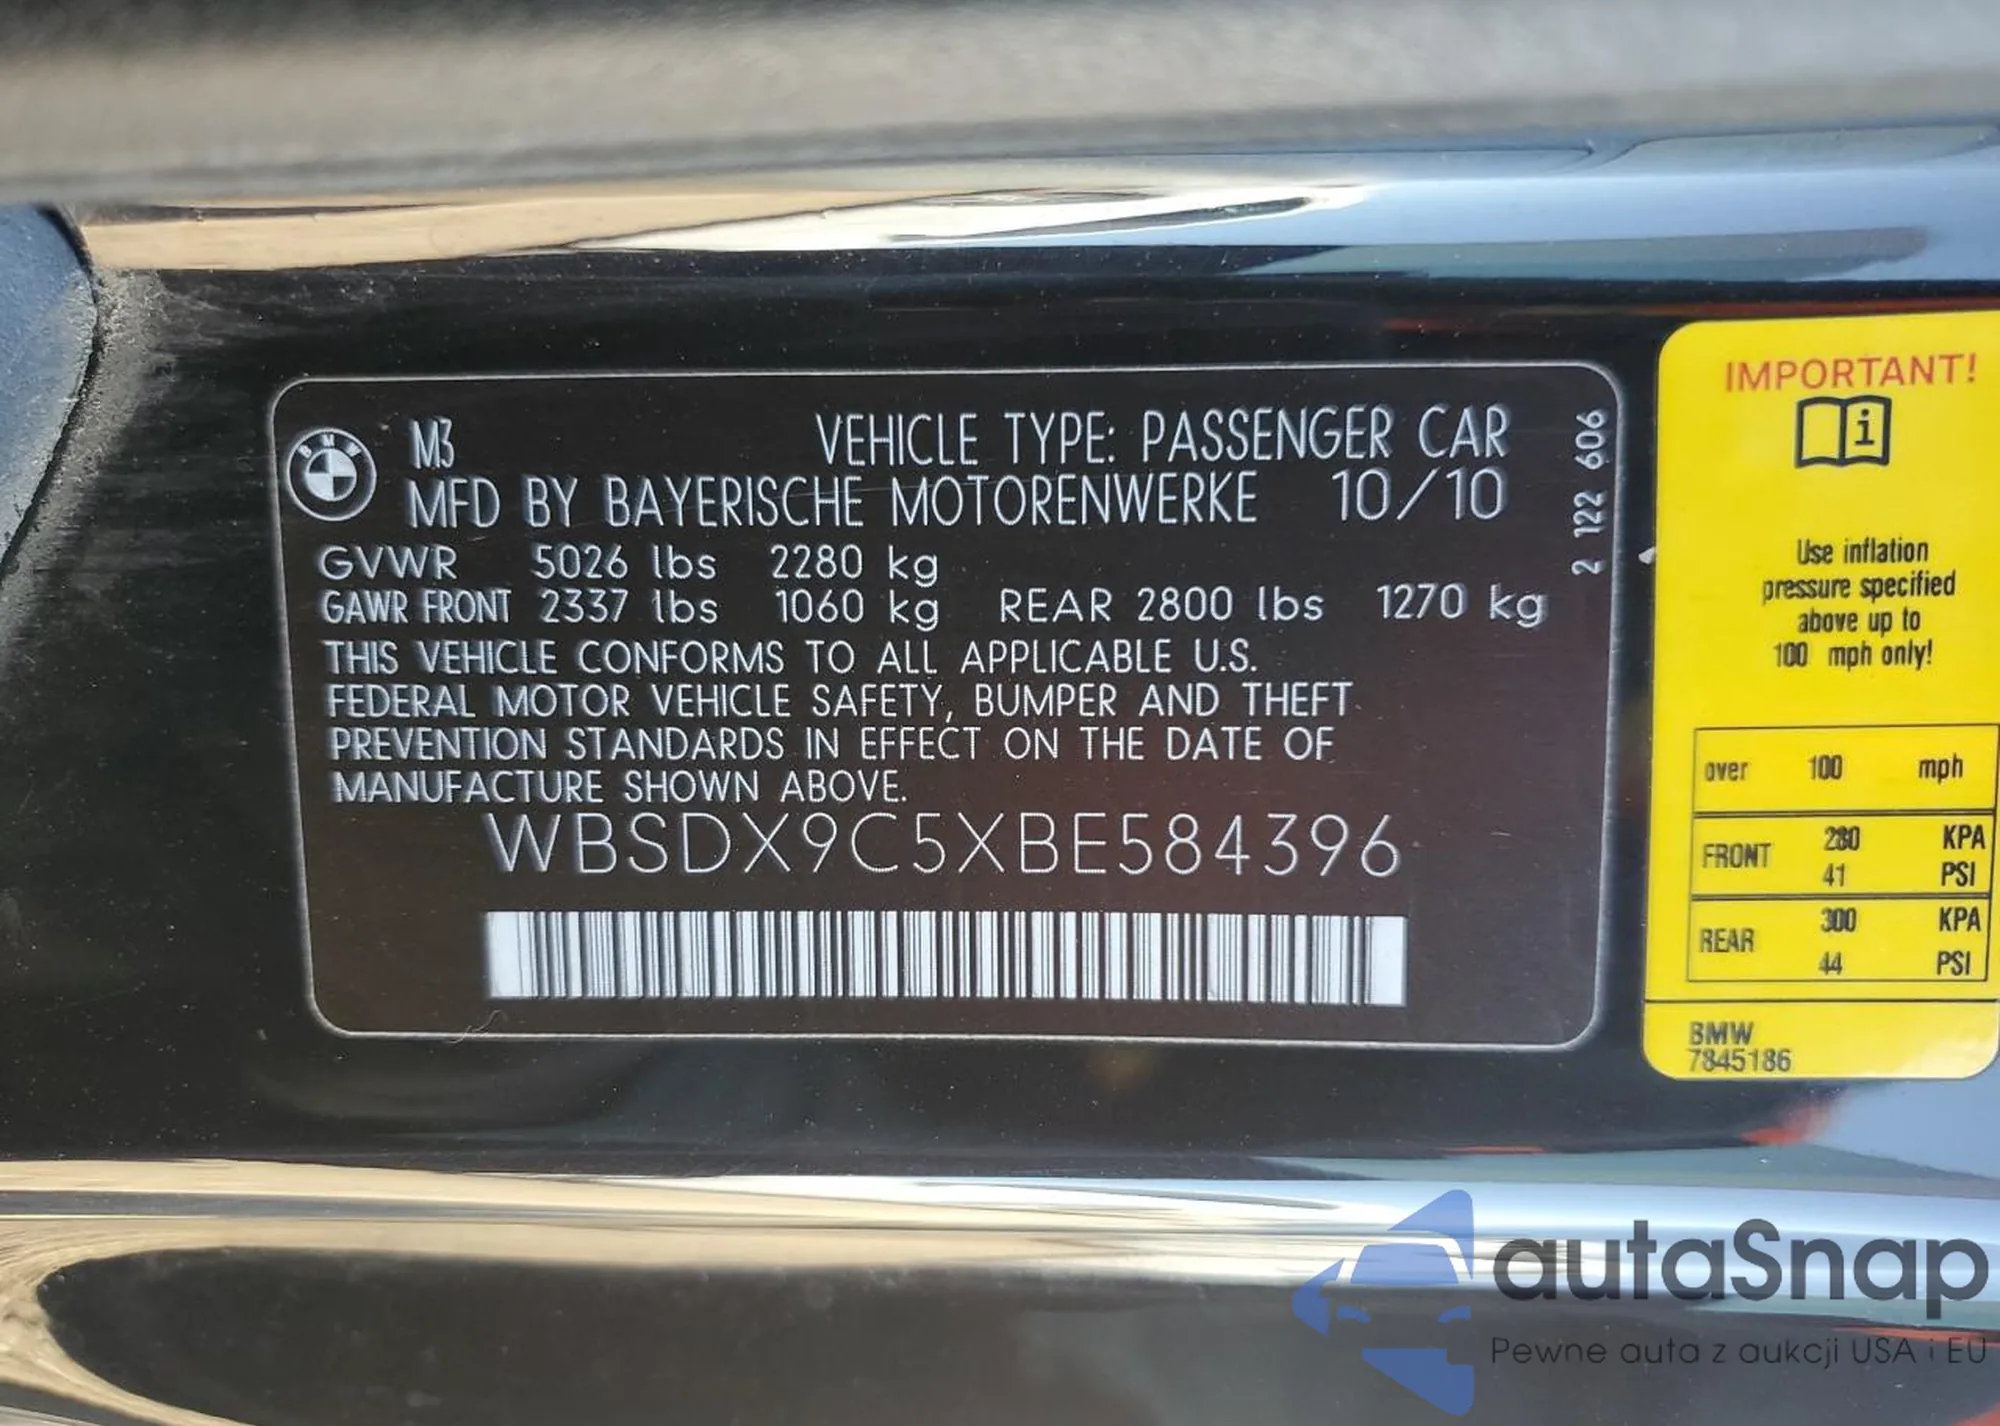 BMW
M3 VEHICLE TYPE: PASSENGER CAR
MFD BY BAYERISCHE MOTORENWERKE 10/10
GVWR 5026 lbs 2280 kg
GAWR FRONT 2337 lbs 1060 kg REAR 2800 lbs 1270 kg
THIS VEHICLE CONFORMS TO ALL APPLICABLE U.S.
FEDERAL MOTOR VEHICLE SAFETY, BUMPER AND THEFT
PREVENTION STANDARDS IN EFFECT ON THE DATE OF
MANUFACTURE SHOWN ABOVE.
WBSDX9C5XBE584396
2 122 606
IMPORTANT!
i
Use inflation
pressure specified
above up to
100 mph only!
over 100 mph
FRONT 280 KPA
41 PSI
REAR 300 KPA
44 PSI
BMW
7845186
autaSnap
Pewne auta z aukcji USA i EU